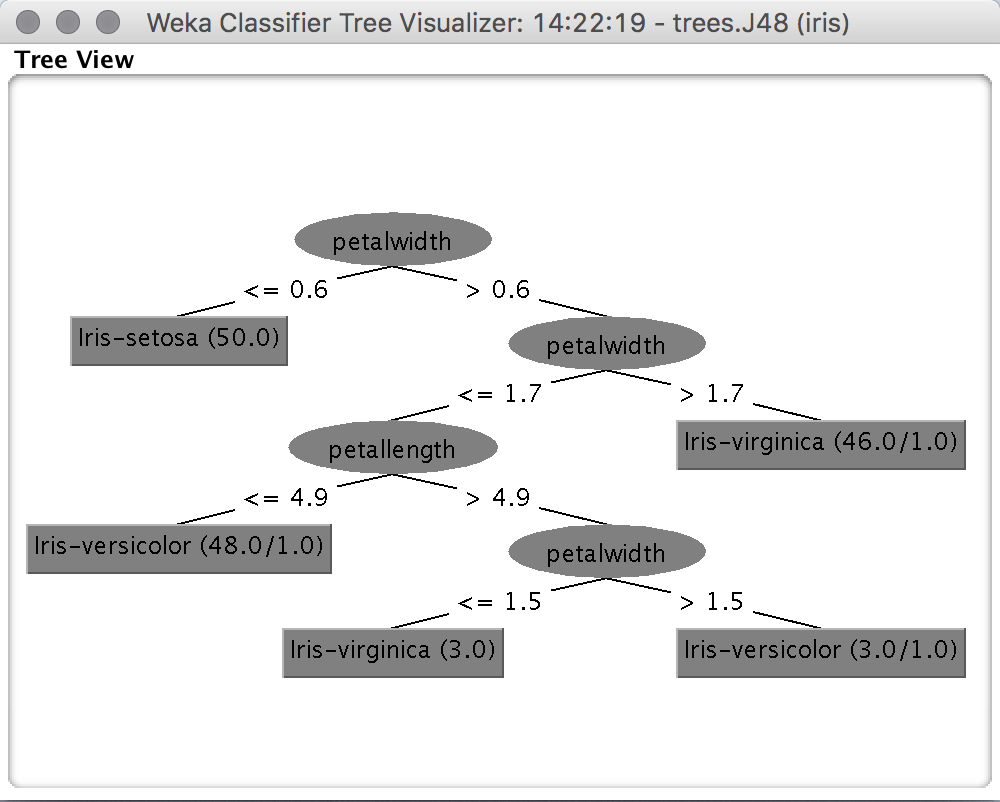 Weka Classifier Tree Visualizer: 14:22:19 - trees.J48 (iris)
Tree View
petalwidth
<= 0.6
> 0.6
Iris-setosa (50.0)
petalwidth
<= 1.7
> 1.7
petallength
Iris-virginica (46.0/1.0)
<= 4.9
> 4.9
Iris-versicolor (48.0/1.0)
petalwidth
<= 1.5
> 1.5
Iris-virginica (3.0)
Iris-versicolor (3.0/1.0)